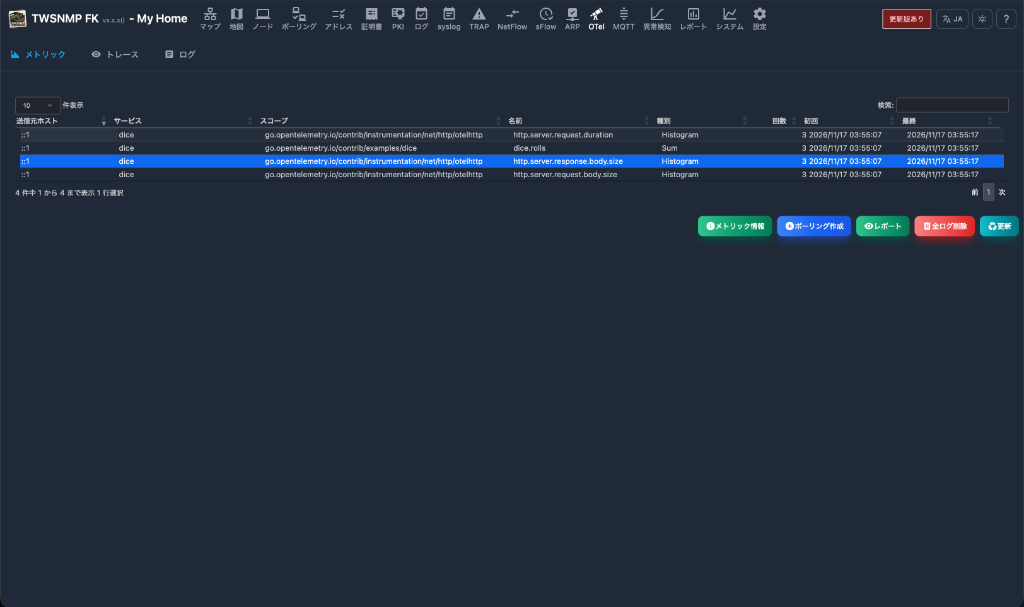 TWSNMP FK v x.x.x() - My Home
マップ 地図 ノード ポーリング アドレス 証明書 PKI ログ syslog TRAP NetFlow sFlow ARP OTel MQTT 異常検知 レポート システム 設定
更新版あり JA ?
メトリック トレース ログ
10 件表示 検索:
送信元ホスト サービス スコープ 名前 種別 回数 初回 最終
::1 dice go.opentelemetry.io/contrib/instrumentation/net/http/otelhttp http.server.request.duration Histogram 3 2026/11/17 03:55:07 2026/11/17 03:55:17
::1 dice go.opentelemetry.io/contrib/examples/dice dice.rolls Sum 3 2026/11/17 03:55:07 2026/11/17 03:55:17
::1 dice go.opentelemetry.io/contrib/instrumentation/net/http/otelhttp http.server.response.body.size Histogram 3 2026/11/17 03:55:07 2026/11/17 03:55:17
::1 dice go.opentelemetry.io/contrib/instrumentation/net/http/otelhttp http.server.request.body.size Histogram 3 2026/11/17 03:55:07 2026/11/17 03:55:17
4 件中 1 から 4 まで表示 1 行選択 前 1 次
メトリック情報 ポーリング作成 レポート 全ログ削除 更新